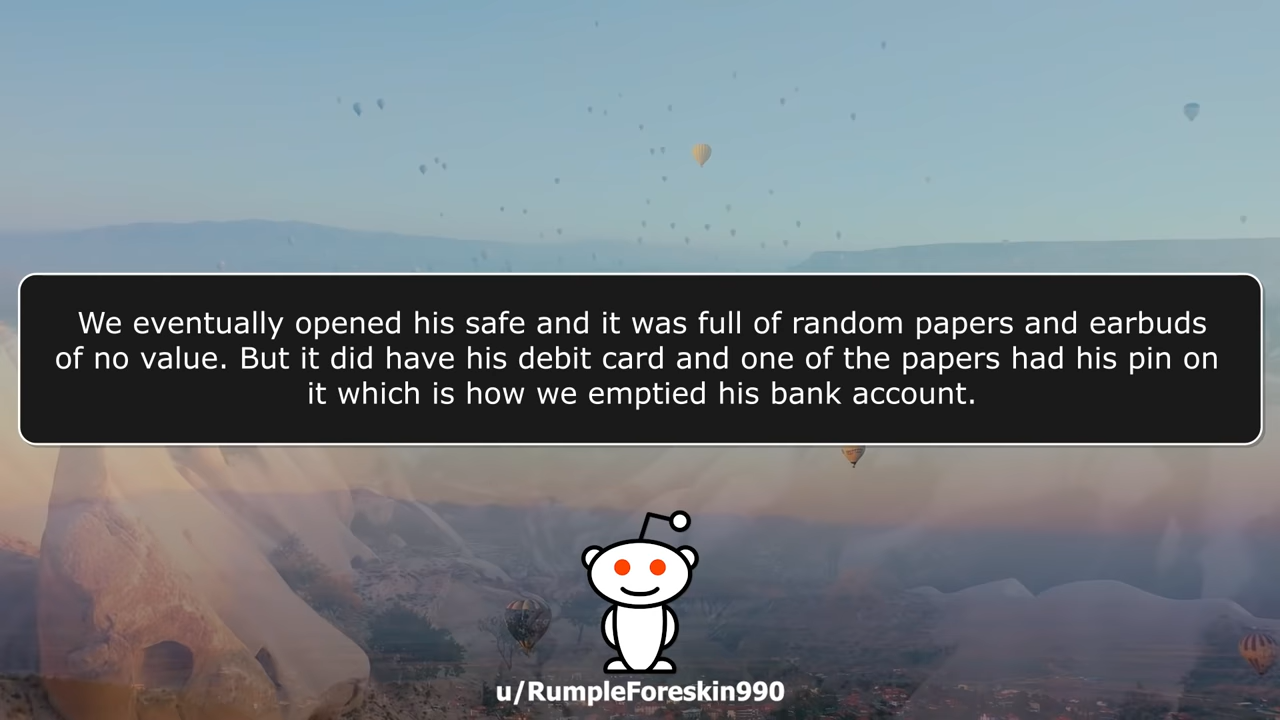 We eventually opened his safe and it was full of random papers and earbuds
of no value. But it did have his debit card and one of the papers had his pin on
it which is how we emptied his bank account.
u/RumpleForeskin990